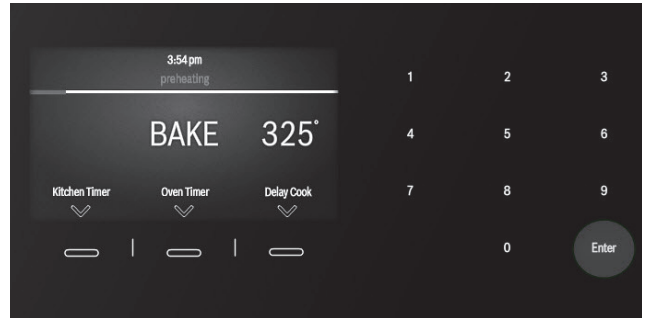 3:54 pm
preheating
BAKE 325°
Kitchen Timer Oven Timer Delay Cook
1 2 3
4 5 6
7 8 9
0 Enter